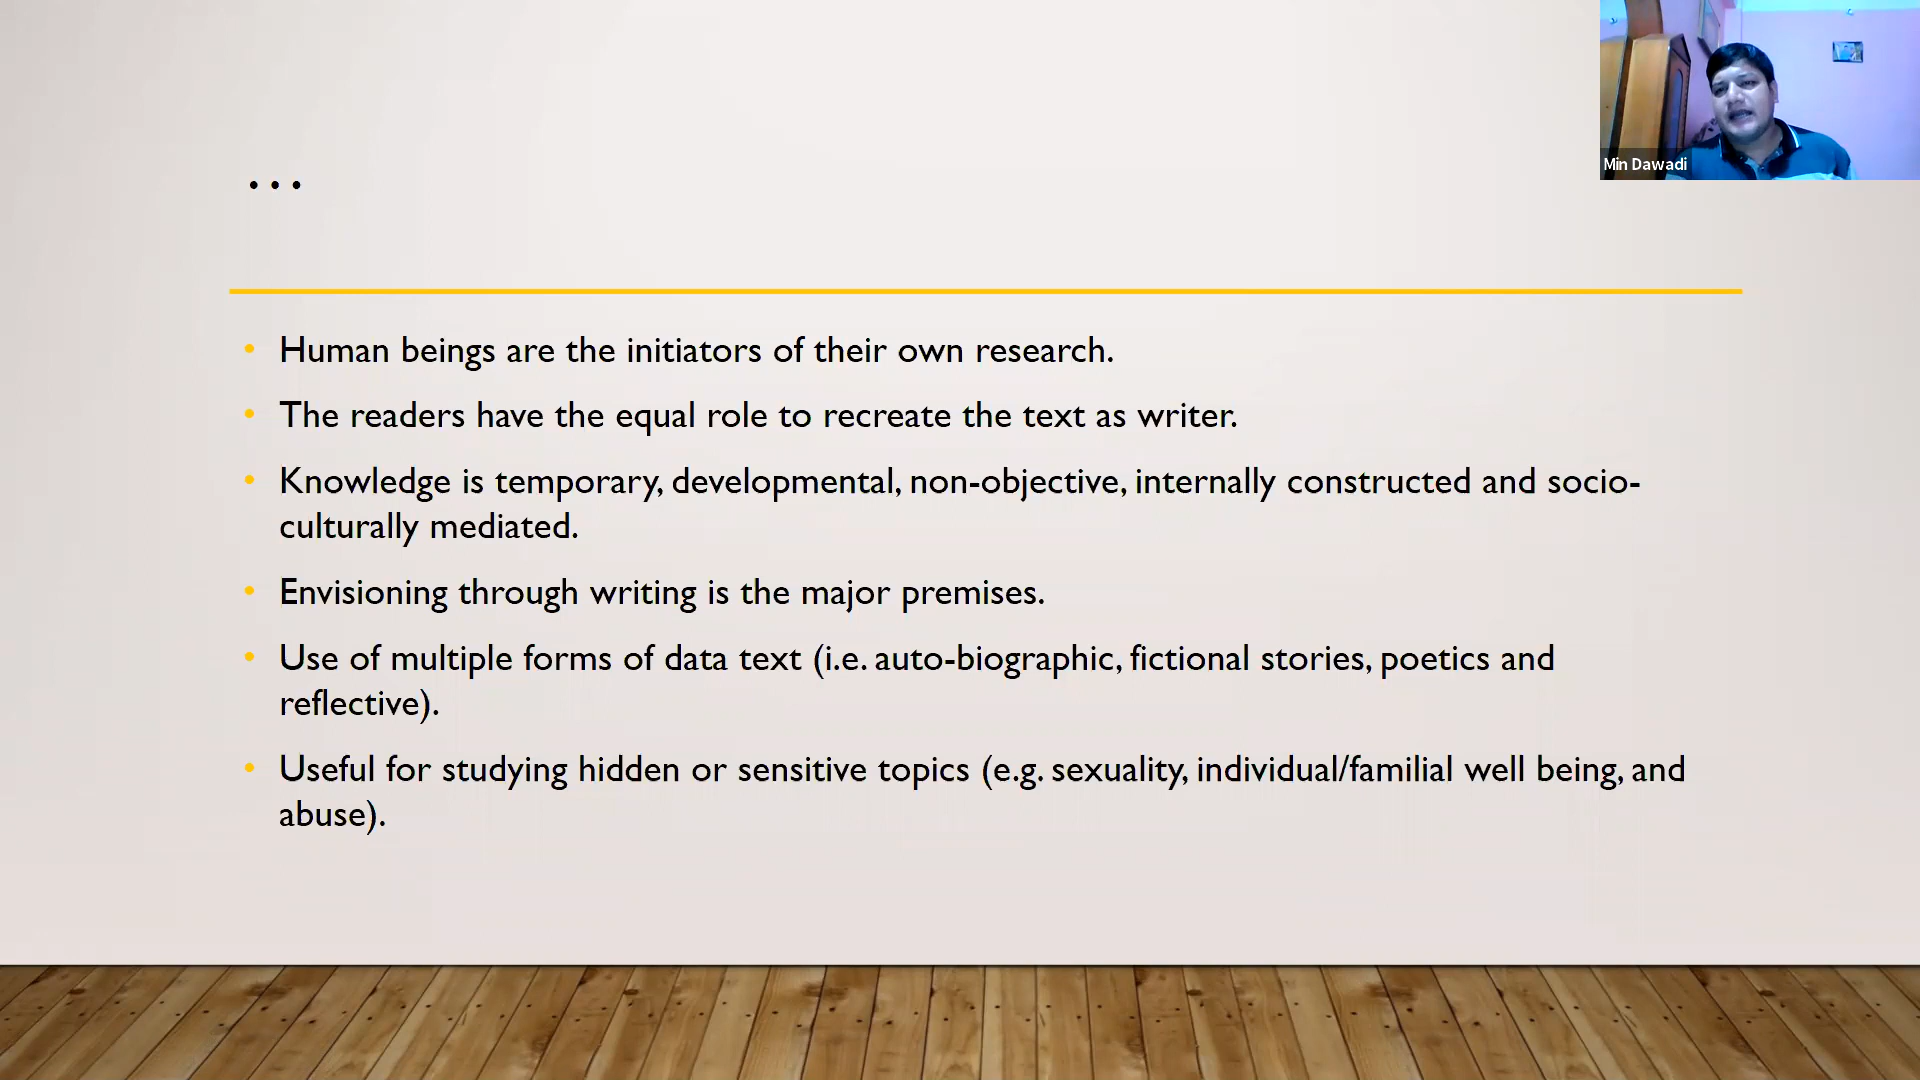 Min Dawadi
...
• Human beings are the initiators of their own research.
• The readers have the equal role to recreate the text as writer.
• Knowledge is temporary, developmental, non-objective, internally constructed and socio-
culturally mediated.
• Envisioning through writing is the major premises.
• Use of multiple forms of data text (i.e. auto-biographic, fictional stories, poetics and
reflective).
• Useful for studying hidden or sensitive topics (e.g. sexuality, individual/familial well being, and
abuse).